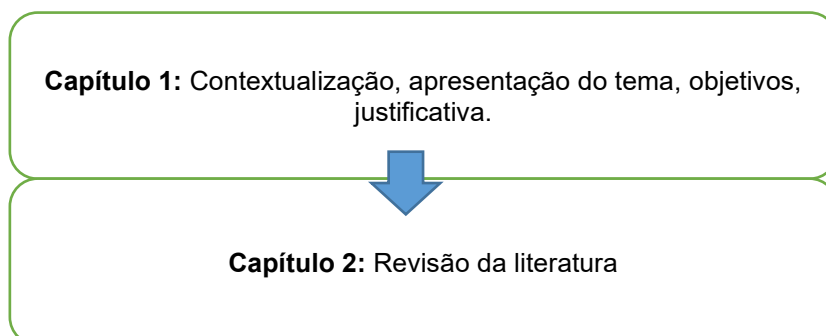 Capítulo 1: Contextualização, apresentação do tema, objetivos,
justificativa.
Capítulo 2: Revisão da literatura